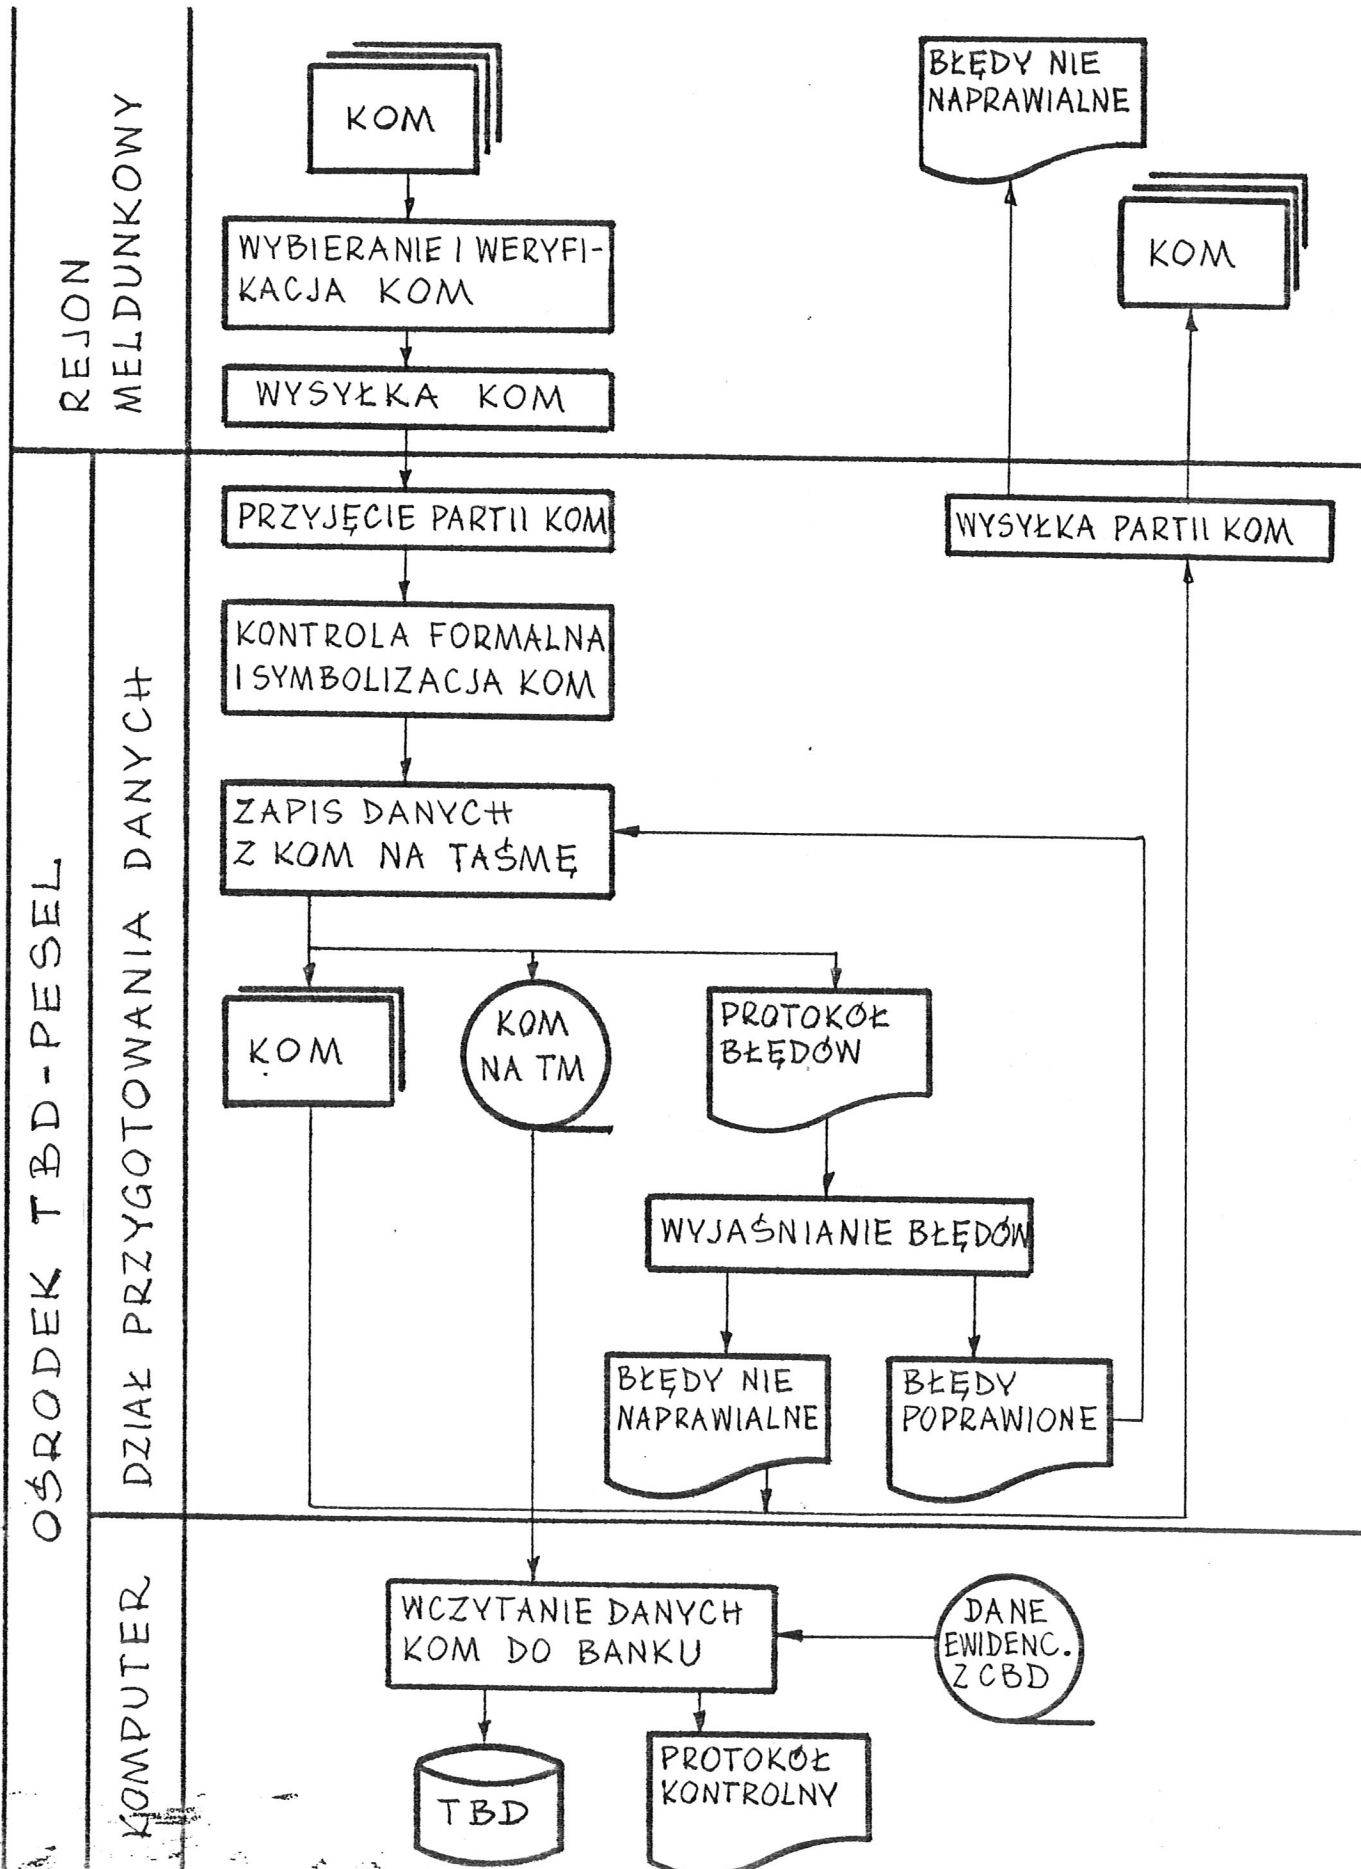 REJON
MELDUNKOWY
KOM
BŁĘDY NIE
NAPRAWIALNE
KOM
WYBIERANIE I WERYFI-
KACJA KOM
WYSYŁKA KOM
OŚRODEK TBD-PESEL
DZIAŁ PRZYGOTOWANIA DANYCH
PRZYJĘCIE PARTII KOM
WYSYŁKA PARTII KOM
KONTROLA FORMALNA
I SYMBOLIZACJA KOM
ZAPIS DANYCH
Z KOM NA TAŚMĘ
KOM
KOM
NA TM
PROTOKÓŁ
BŁĘDÓW
WYJAŚNIANIE BŁĘDÓW
BŁĘDY NIE
NAPRAWIALNE
BŁĘDY
POPRAWIONE
KOMPUTER
WCZYTANIE DANYCH
KOM DO BANKU
DANE
EWIDENC.
Z CBD
TBD
PROTOKÓŁ
KONTROLNY